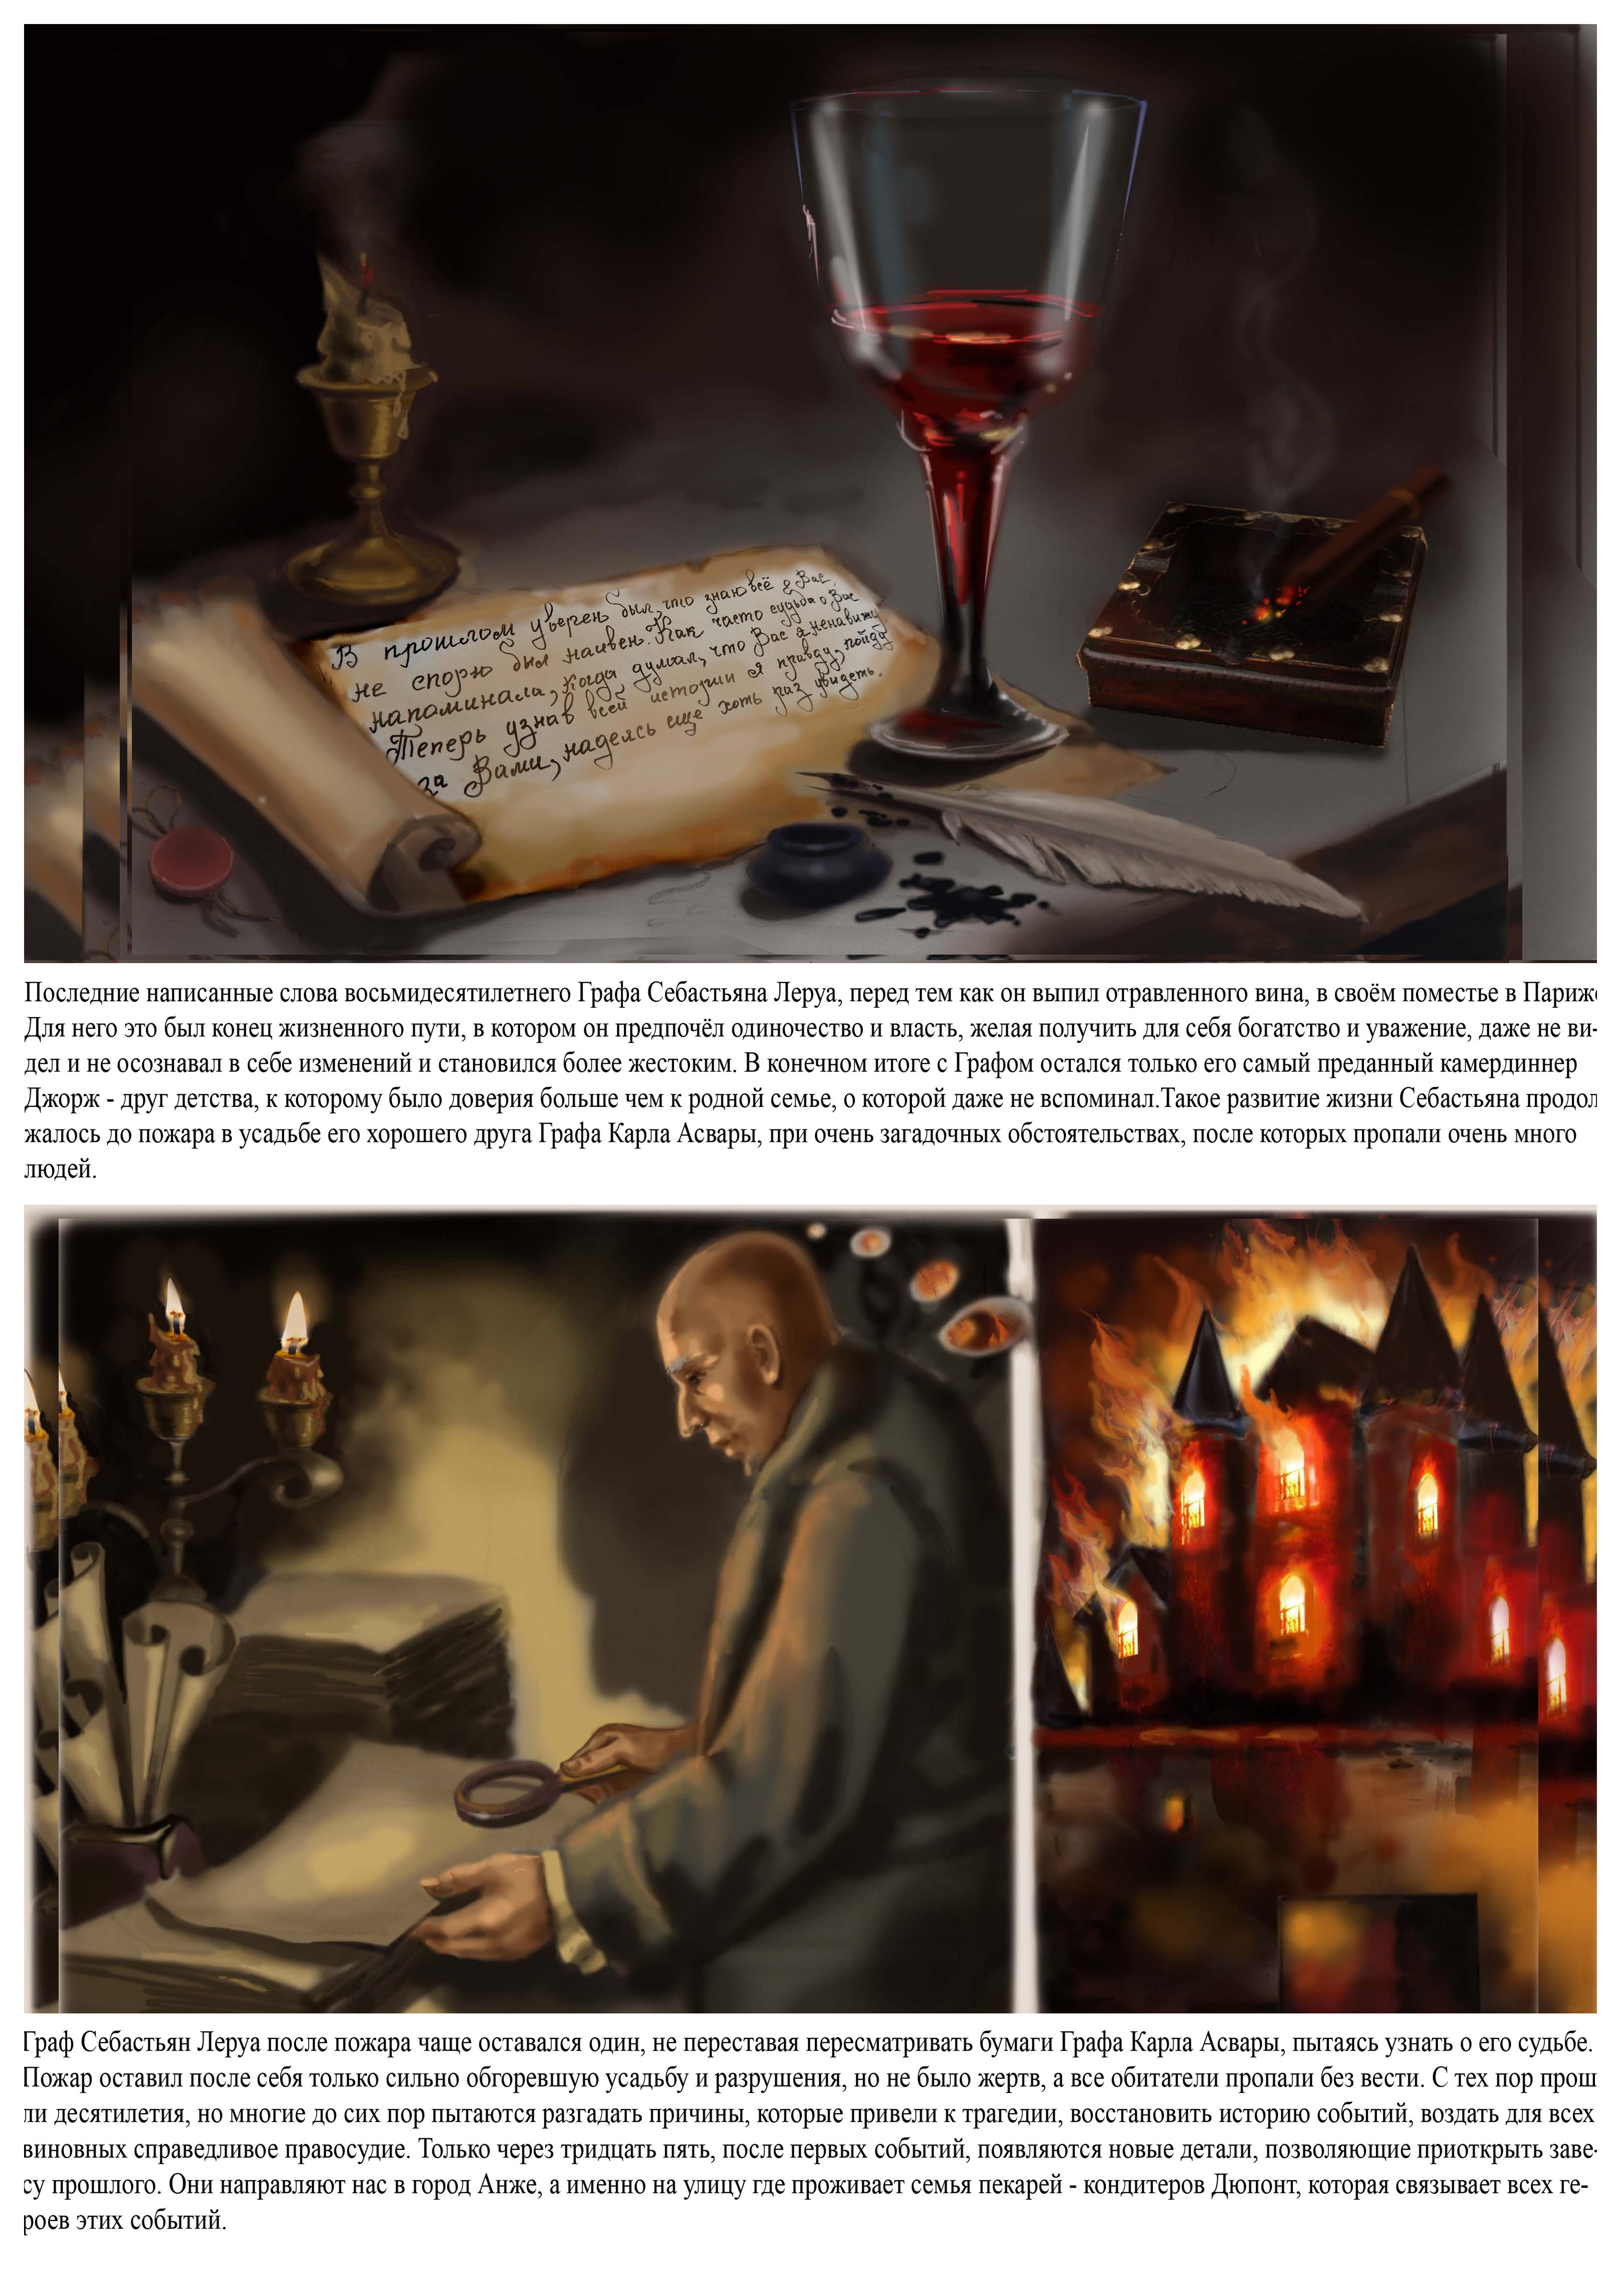 В прошлом уверен был, что знаю всё о Вас,
не спорю был наивен. Как часто судьба о Вас
напоминала, когда думал, что Вас я ненавижу
Теперь узнав всей истории я правду, пойду
за Вами, надеясь еще хоть раз увидеть.
Последние написанные слова восьмидесятилетнего Графа Себастьяна Леруа, перед тем как он выпил отравленного вина, в своём поместье в Париже
Для него это был конец жизненного пути, в котором он предпочёл одиночество и власть, желая получить для себя богатство и уважение, даже не ви-
дел и не осознавал в себе изменений и становился более жестоким. В конечном итоге с Графом остался только его самый преданный камердиннер
Джорж - друг детства, к которому было доверия больше чем к родной семье, о которой даже не вспоминал.Такое развитие жизни Себастьяна продол
жалось до пожара в усадьбе его хорошего друга Графа Карла Асвары, при очень загадочных обстоятельствах, после которых пропали очень много
людей.
Граф Себастьян Леруа после пожара чаще оставался один, не переставая пересматривать бумаги Графа Карла Асвары, пытаясь узнать о его судьбе.
Пожар оставил после себя только сильно обгоревшую усадьбу и разрушения, но не было жертв, а все обитатели пропали без вести. С тех пор прош
ли десятилетия, но многие до сих пор пытаются разгадать причины, которые привели к трагедии, восстановить историю событий, воздать для всех
виновных справедливое правосудие. Только через тридцать пять, после первых событий, появляются новые детали, позволяющие приоткрыть заве-
су прошлого. Они направляют нас в город Анже, а именно на улицу где проживает семья пекарей - кондитеров Дюпонт, которая связывает всех ге-
роев этих событий.